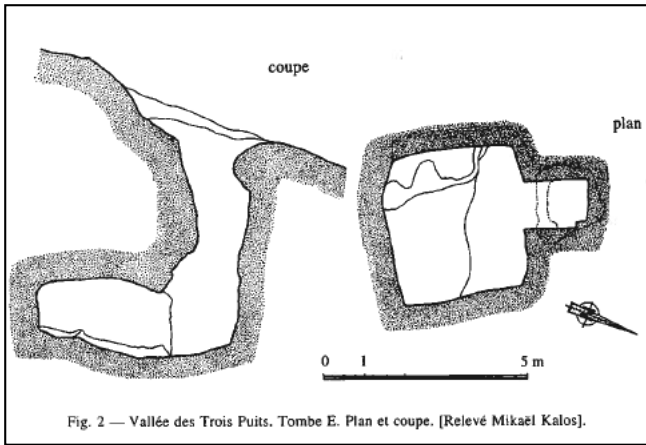 coupe
plan
0 1 5 m
Fig. 2 — Vallée des Trois Puits. Tombe E. Plan et coupe. [Relevé Mikaël Kalos].